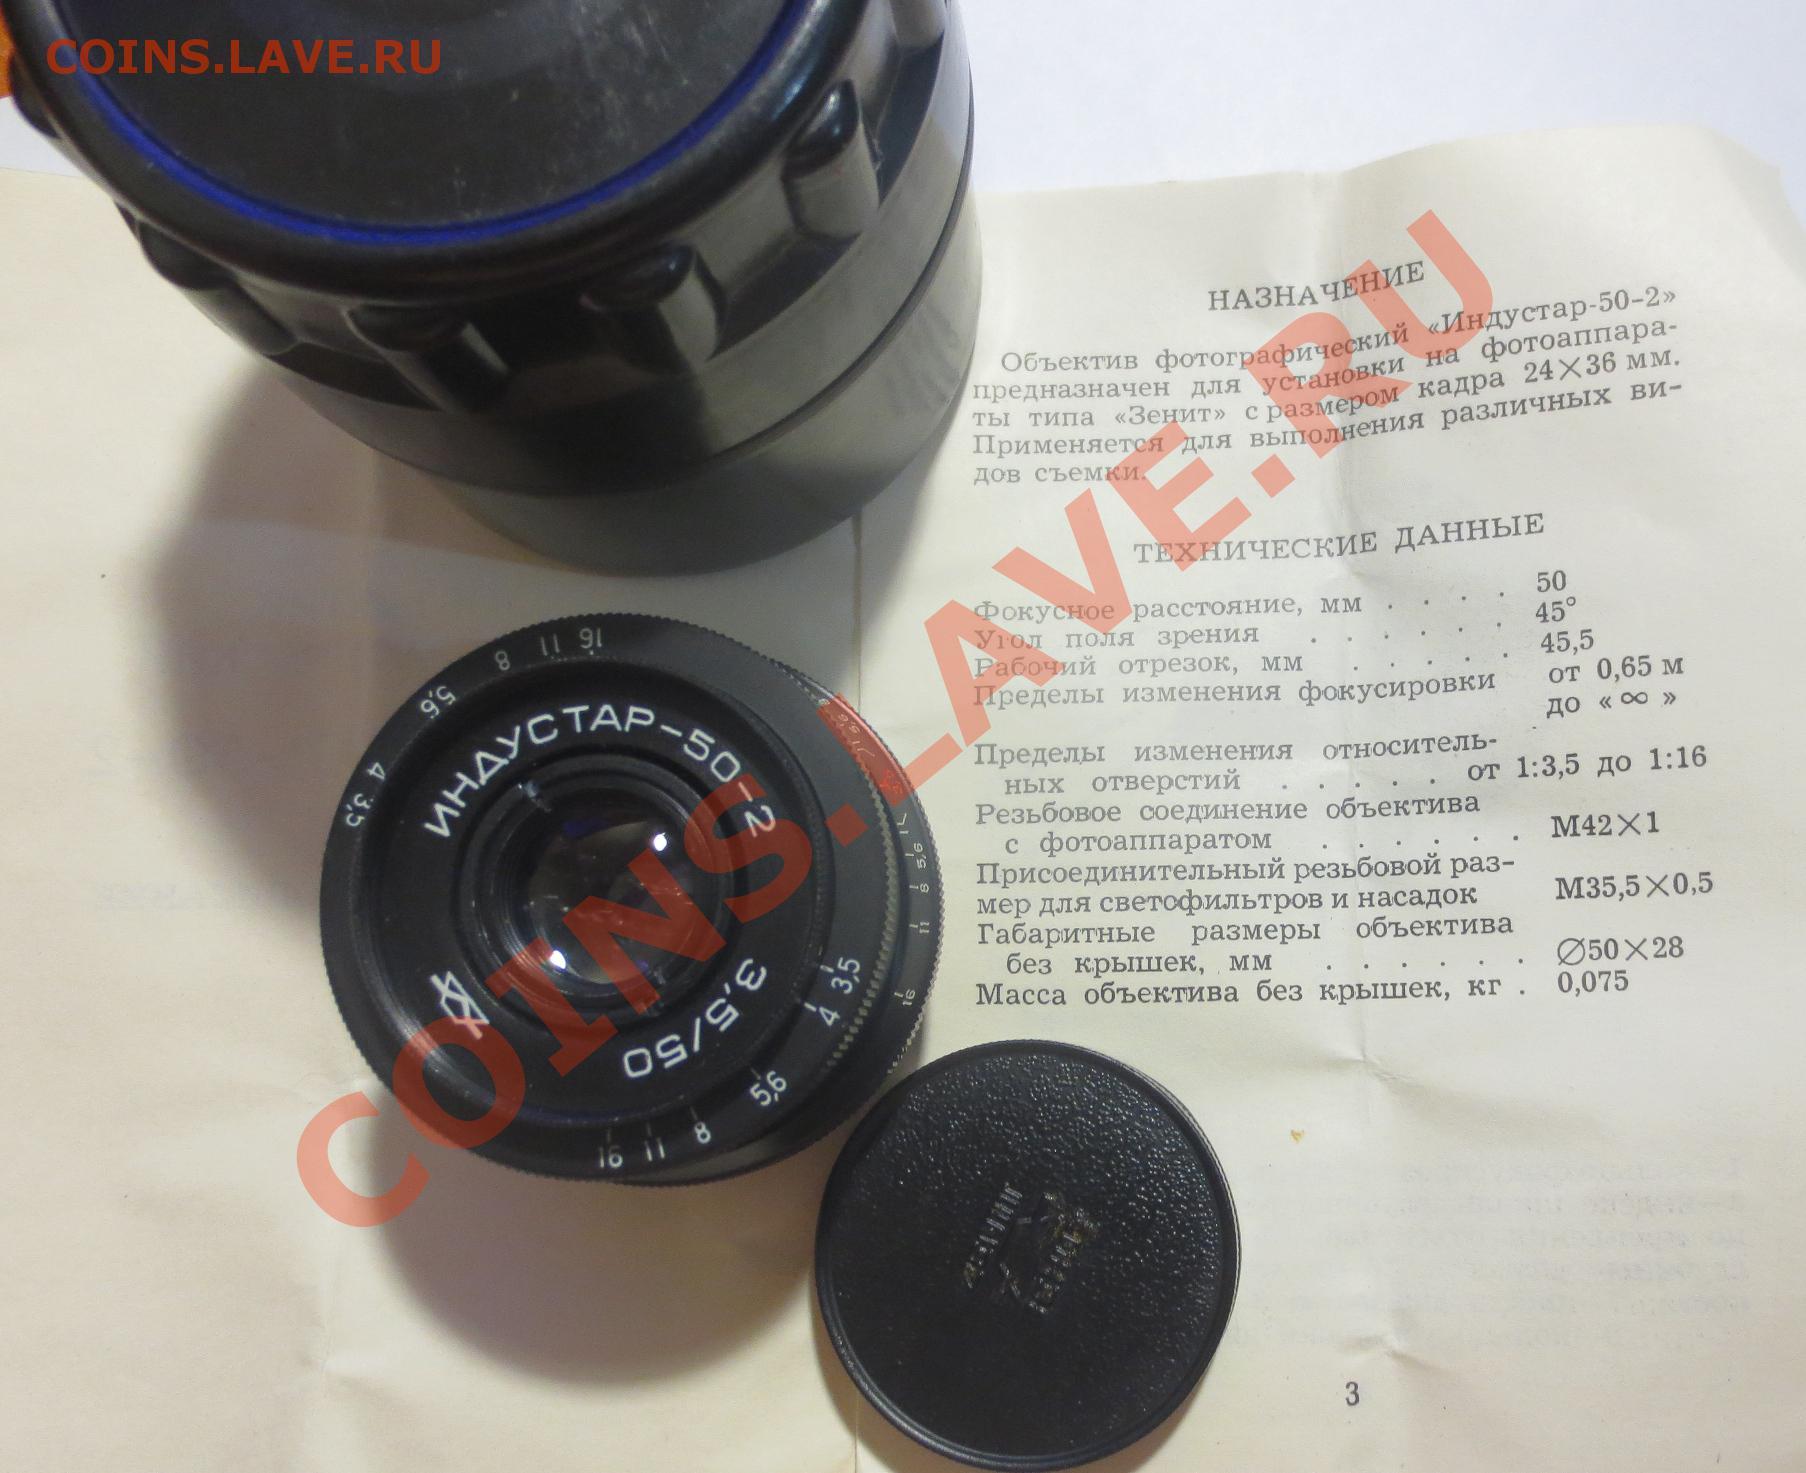 COINS.LAVE.RU
НАЗНАЧЕНИЕ
Объектив фотографический «Индустар-50-2»
предназначен для установки на фотоаппара-
ты типа «Зенит» с размером кадра 24×36 мм.
Применяется для выполнения различных ви-
дов съемки.
ТЕХНИЧЕСКИЕ ДАННЫЕ
Фокусное расстояние, мм . . . . 50
Угол поля зрения . . . . . . 45°
Рабочий отрезок, мм . . . . . 45,5
Пределы изменения фокусировки от 0,65 м
до « ∞ »
Пределы изменения относитель-
ных отверстий . . . . . от 1:3,5 до 1:16
Резьбовое соединение объектива
с фотоаппаратом . . . . . . М42×1
Присоединительный резьбовой раз-
мер для светофильтров и насадок М35,5×0,5
Габаритные размеры объектива
без крышек, мм . . . . . . ∅50×28
Масса объектива без крышек, кг . 0,075
3
16 11 8 5,6 4 3,5
ИНДУСТАР-50-2
3,5/50
3,5 4 5,6 8 11 16
5,6 8 11 16
COINS.LAVE.RU